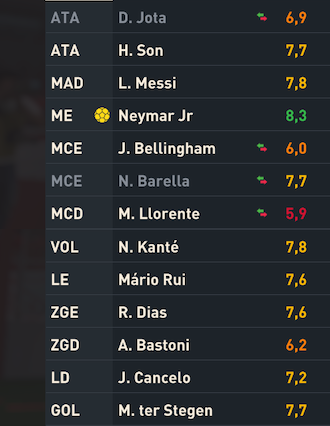 ATA D. Jota 6,9
ATA H. Son 7,7
MAD L. Messi 7,8
ME Neymar Jr 8,3
MCE J. Bellingham 6,0
MCE N. Barella 7,7
MCD M. Llorente 5,9
VOL N. Kanté 7,8
LE Mário Rui 7,6
ZGE R. Dias 7,6
ZGD A. Bastoni 6,2
LD J. Cancelo 7,2
GOL M. ter Stegen 7,7